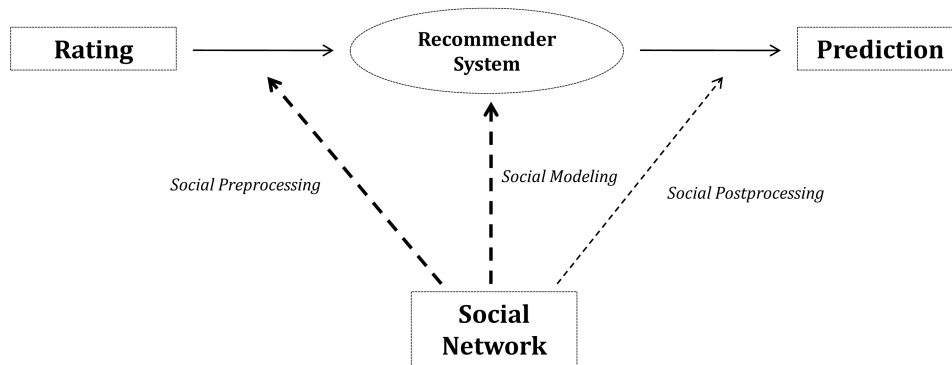 Rating
Recommender
System
Prediction
Social Preprocessing
Social Modeling
Social Postprocessing
Social
Network